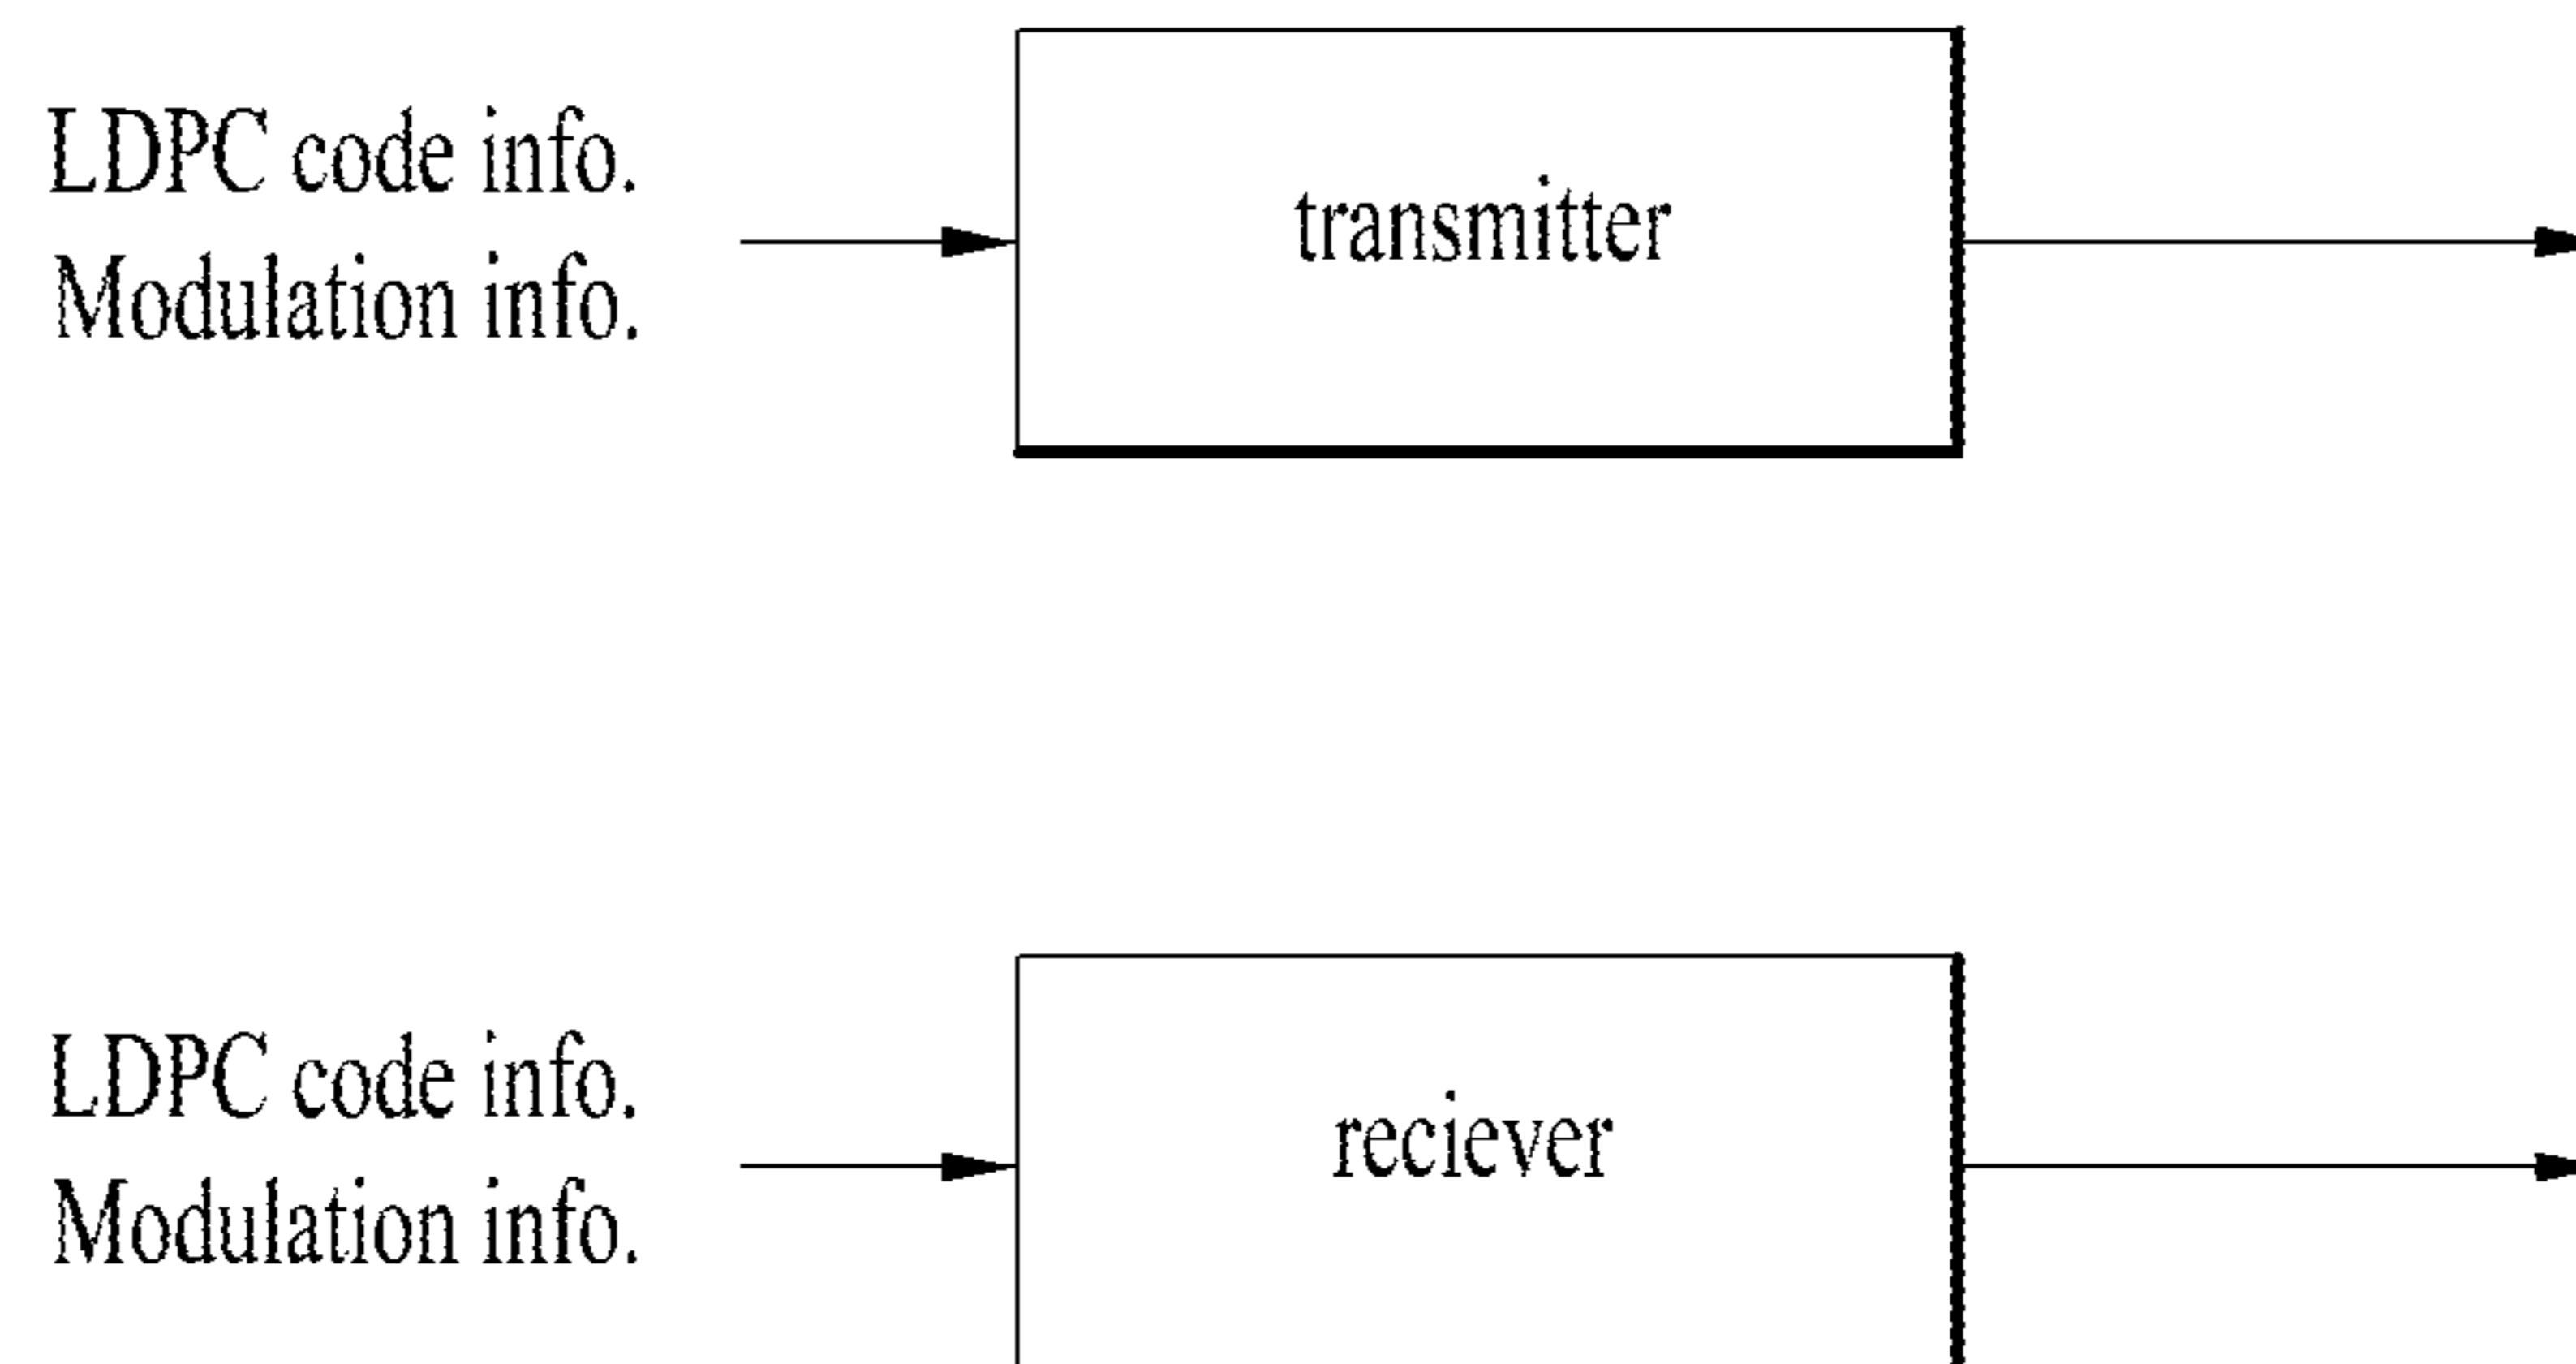 LDPC code info.
Modulation info.
transmitter
LDPC code info.
Modulation info.
reciever